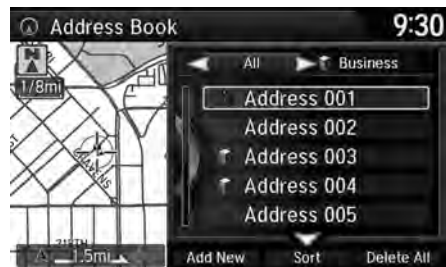 Address Book 9:30
N
All Business
1/8mi
Address 001
Address 002
Address 003
Address 004
Address 005
1.5mi
Add New Sort Delete All